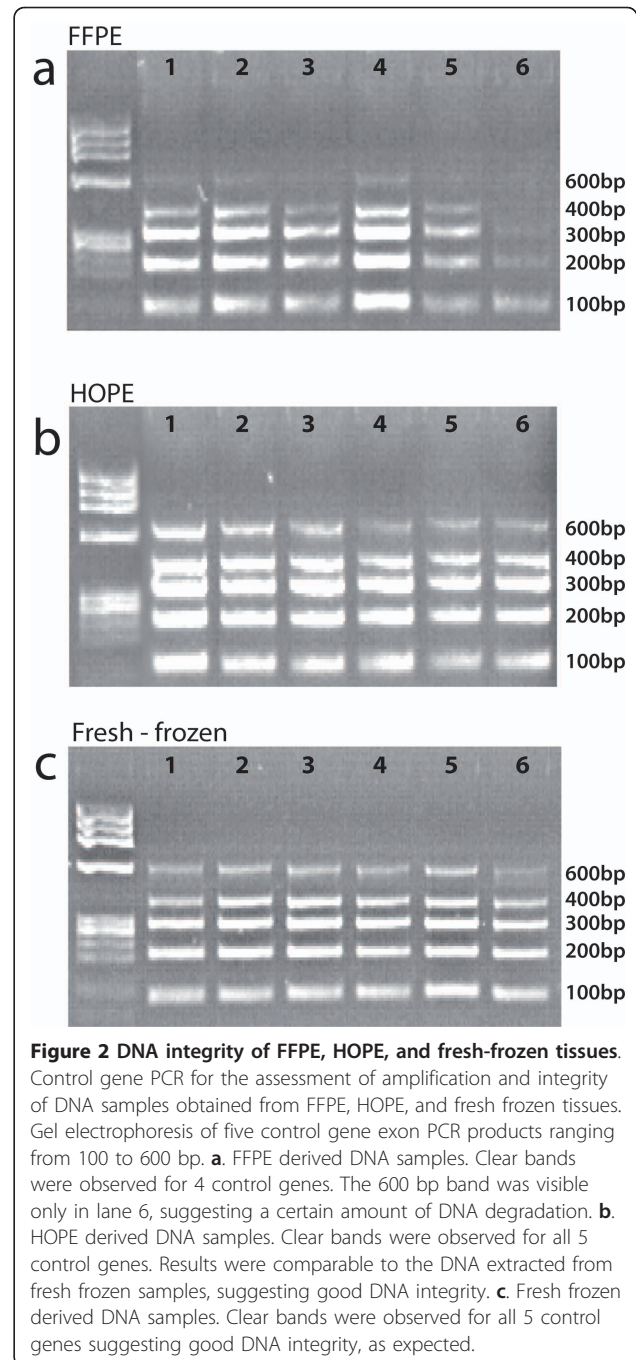 FFPE
a
1 2 3 4 5 6
600bp
400bp
300bp
200bp
100bp
HOPE
b
1 2 3 4 5 6
600bp
400bp
300bp
200bp
100bp
Fresh - frozen
c
1 2 3 4 5 6
600bp
400bp
300bp
200bp
100bp
Figure 2 DNA integrity of FFPE, HOPE, and fresh-frozen tissues.
Control gene PCR for the assessment of amplification and integrity
of DNA samples obtained from FFPE, HOPE, and fresh frozen tissues.
Gel electrophoresis of five control gene exon PCR products ranging
from 100 to 600 bp. a. FFPE derived DNA samples. Clear bands
were observed for 4 control genes. The 600 bp band was visible
only in lane 6, suggesting a certain amount of DNA degradation. b.
HOPE derived DNA samples. Clear bands were observed for all 5
control genes. Results were comparable to the DNA extracted from
fresh frozen samples, suggesting good DNA integrity. c. Fresh frozen
derived DNA samples. Clear bands were observed for all 5 control
genes suggesting good DNA integrity, as expected.